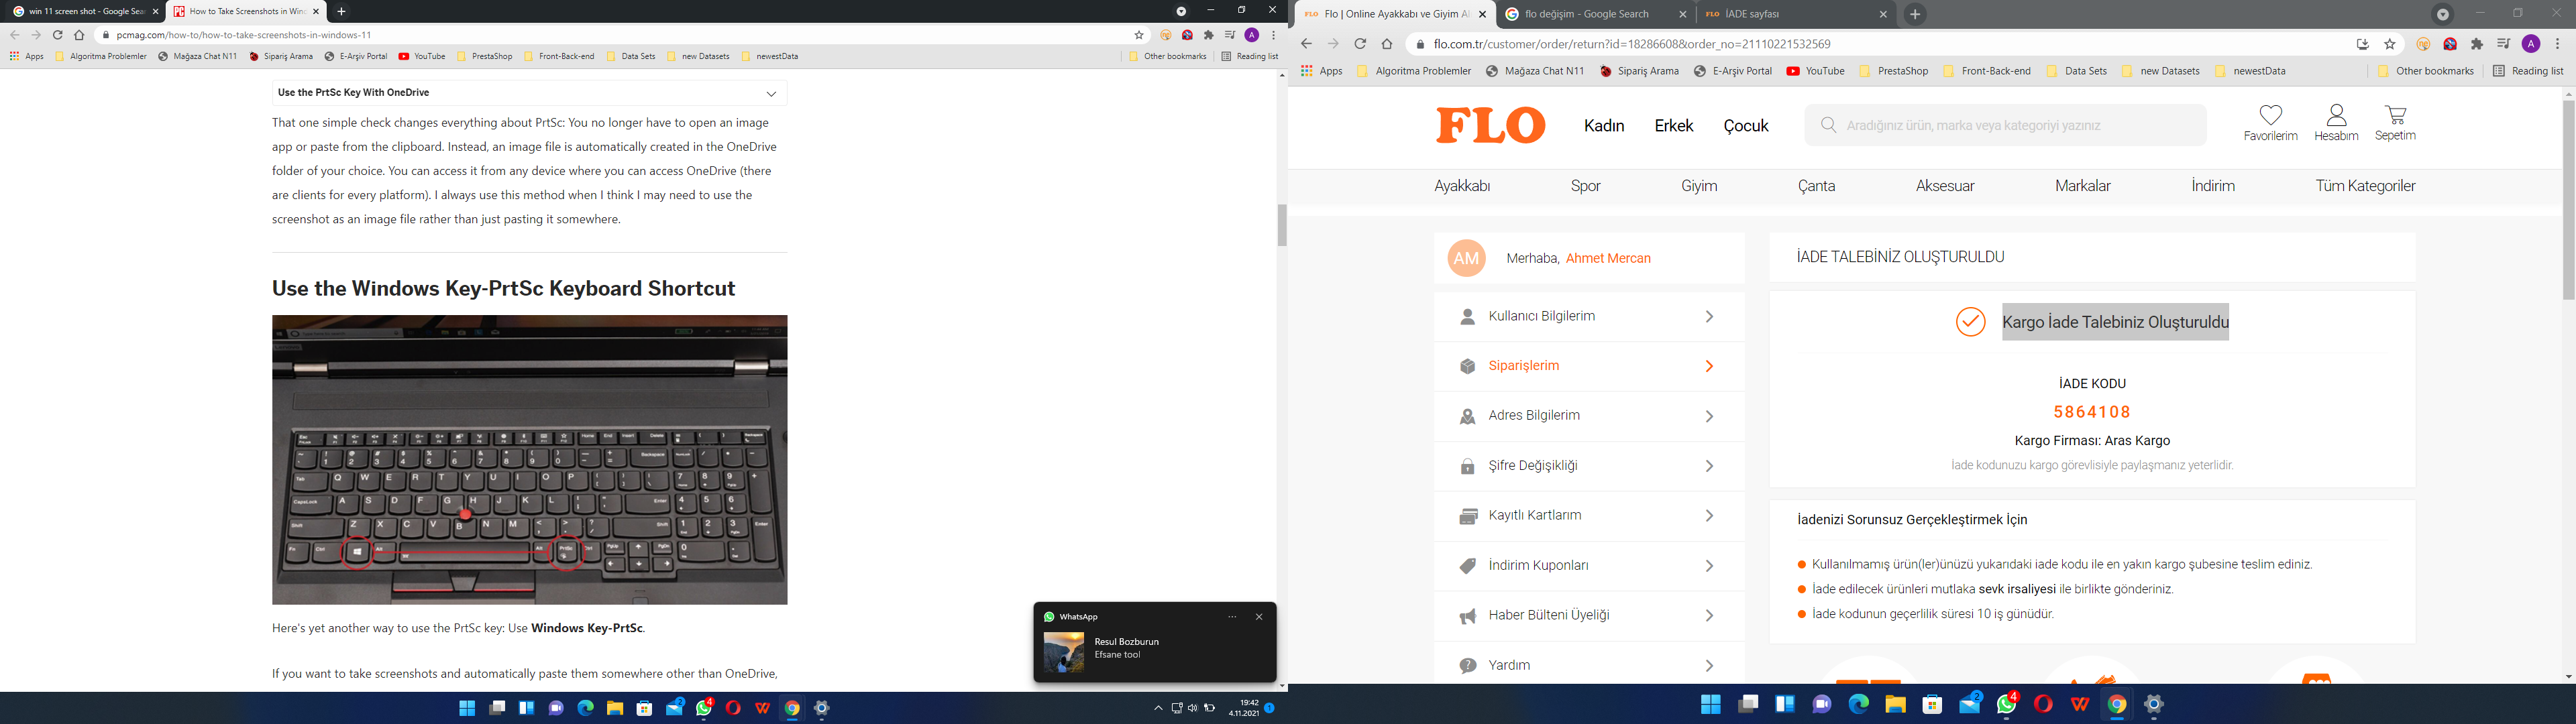 win 11 screen shot - Google Sear
How to Take Screenshots in Wind
pcmag.com/how-to/how-to-take-screenshots-in-windows-11
A
Apps
Algoritma Problemler
Mağaza Chat N11
Sipariş Arama
E-Arşiv Portal
YouTube
PrestaShop
Front-Back-end
Data Sets
new Datasets
newestData
Other bookmarks
Reading list
Use the PrtSc Key With OneDrive
That one simple check changes everything about PrtSc: You no longer have to open an image
app or paste from the clipboard. Instead, an image file is automatically created in the OneDrive
folder of your choice. You can access it from any device where you can access OneDrive (there
are clients for every platform). I always use this method when I think I may need to use the
screenshot as an image file rather than just pasting it somewhere.
Use the Windows Key-PrtSc Keyboard Shortcut
Here's yet another way to use the PrtSc key: Use Windows Key-PrtSc.
If you want to take screenshots and automatically paste them somewhere other than OneDrive,
WhatsApp
Resul Bozburun
Efsane tool
19:42
4.11.2021
Flo | Online Ayakkabı ve Giyim Al
flo değişim - Google Search
FLO
İADE sayfası
flo.com.tr/customer/order/return?id=18286608&order_no=21110221532569
A
Apps
Algoritma Problemler
Mağaza Chat N11
Sipariş Arama
E-Arşiv Portal
YouTube
PrestaShop
Front-Back-end
Data Sets
new Datasets
newestData
Other bookmarks
Reading list
FLO
Kadın
Erkek
Çocuk
Aradığınız ürün, marka veya kategoriyi yazınız
Favorilerim
Hesabım
Sepetim
Ayakkabı
Spor
Giyim
Çanta
Aksesuar
Markalar
İndirim
Tüm Kategoriler
AM
Merhaba, Ahmet Mercan
Kullanıcı Bilgilerim
Siparişlerim
Adres Bilgilerim
Şifre Değişikliği
Kayıtlı Kartlarım
İndirim Kuponları
Haber Bülteni Üyeliği
Yardım
İADE TALEBİNİZ OLUŞTURULDU
Kargo İade Talebiniz Oluşturuldu
İADE KODU
5864108
Kargo Firması: Aras Kargo
İade kodunuzu kargo görevlisiyle paylaşmanız yeterlidir.
İadenizi Sorunsuz Gerçekleştirmek İçin
Kullanılmamış ürün(ler)ünüzü yukarıdaki iade kodu ile en yakın kargo şubesine teslim ediniz.
İade edilecek ürünleri mutlaka sevk irsaliyesi ile birlikte gönderiniz.
İade kodunun geçerlilik süresi 10 iş günüdür.